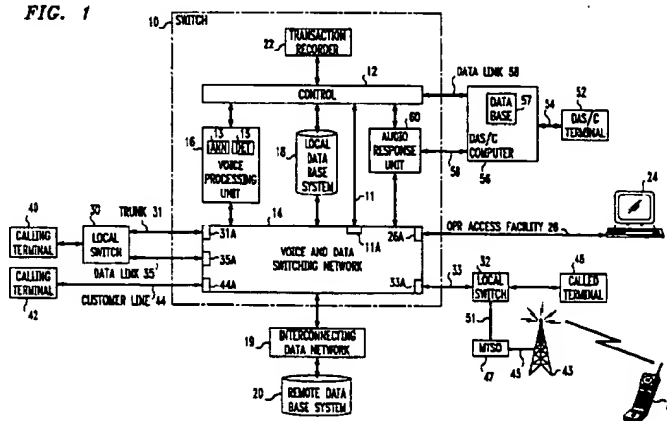 FIG. 1
10
SWITCH
TRANSACTION
RECORDER
22
12
CONTROL
DATA LINK 58
DATA
BASE
57
DAS/C
COMPUTER
56
54
52
DAS/C
TERMINAL
13
15
ANN
DET
16
VOICE
PROCESSING
UNIT
18
LOCAL
DATA
BASE
SYSTEM
11
60
AUDIO
RESPONSE
UNIT
58
24
14
OPR ACCESS FACILITY 26
40
CALLING
TERMINAL
30
LOCAL
SWITCH
TRUNK 31
31A
11A
26A
VOICE AND DATA
SWITCHING NETWORK
DATA LINK 35
35A
33A
33
32
LOCAL
SWITCH
46
CALLED
TERMINAL
CALLING
TERMINAL
42
CUSTOMER LINE 44
44A
51
19
INTERCONNECTING
DATA NETWORK
MTSO
47
45
43
20
REMOTE DATA
BASE SYSTEM